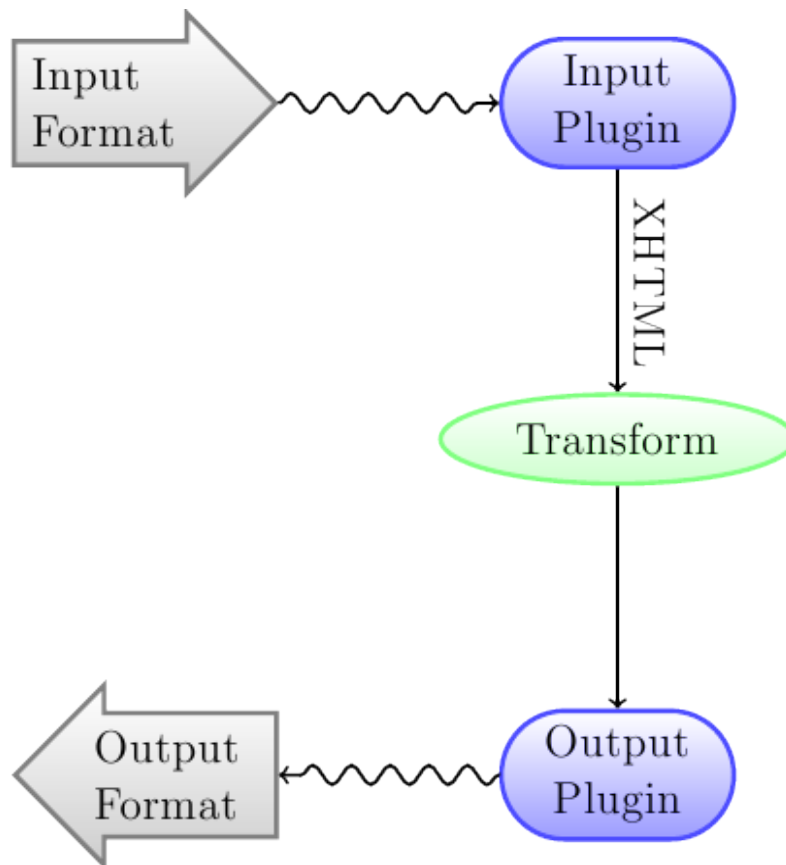 Input
Format
Input
Plugin
XHTML
Transform
Output
Format
Output
Plugin